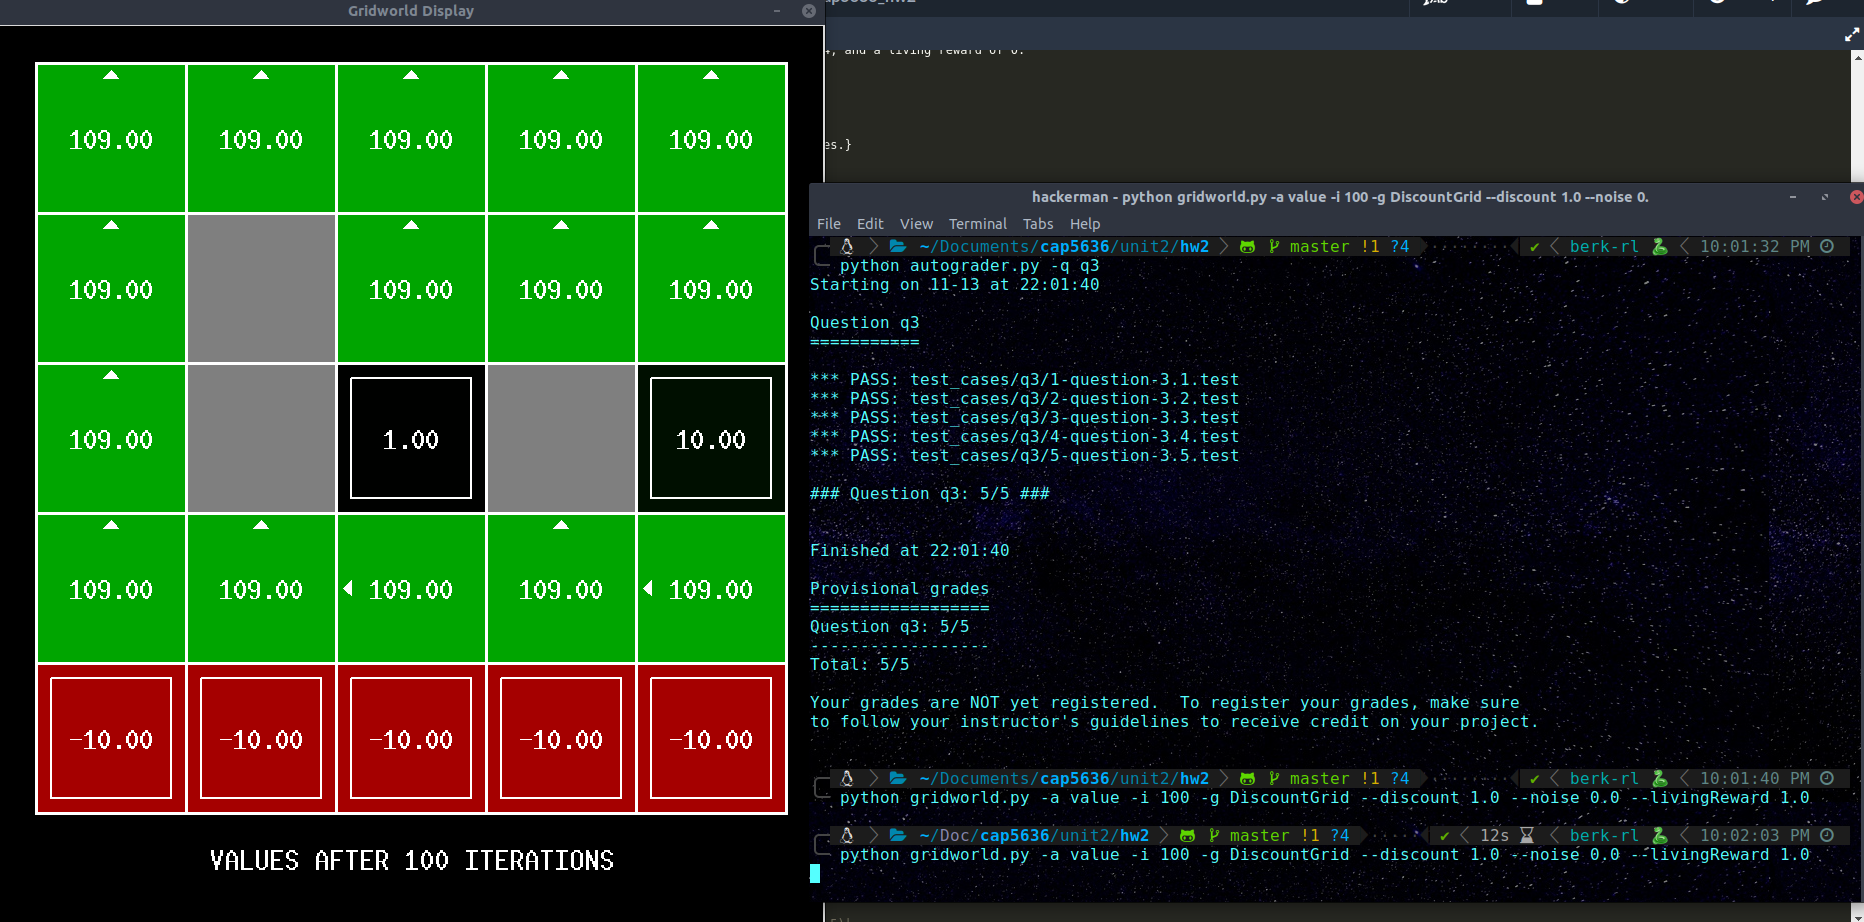 Gridworld Display
109.00 109.00 109.00 109.00 109.00
109.00 109.00 109.00 109.00
109.00 1.00 10.00
109.00 109.00 109.00 109.00 109.00
-10.00 -10.00 -10.00 -10.00 -10.00
VALUES AFTER 100 ITERATIONS
, and a living reward of 0.
es.}
hackerman - python gridworld.py -a value -i 100 -g DiscountGrid --discount 1.0 --noise 0.
File Edit View Terminal Tabs Help
~/Documents/cap5636/unit2/hw2 master !1 ?4 ✔ berk-rl 10:01:32 PM
python autograder.py -q q3
Starting on 11-13 at 22:01:40
Question q3
===========
*** PASS: test_cases/q3/1-question-3.1.test
*** PASS: test_cases/q3/2-question-3.2.test
*** PASS: test_cases/q3/3-question-3.3.test
*** PASS: test_cases/q3/4-question-3.4.test
*** PASS: test_cases/q3/5-question-3.5.test
### Question q3: 5/5 ###
Finished at 22:01:40
Provisional grades
==================
Question q3: 5/5
------------------
Total: 5/5
Your grades are NOT yet registered.  To register your grades, make sure
to follow your instructor's guidelines to receive credit on your project.
~/Documents/cap5636/unit2/hw2 master !1 ?4 ✔ berk-rl 10:01:40 PM
python gridworld.py -a value -i 100 -g DiscountGrid --discount 1.0 --noise 0.0 --livingReward 1.0
~/Doc/cap5636/unit2/hw2 master !1 ?4 ✔ 12s berk-rl 10:02:03 PM
python gridworld.py -a value -i 100 -g DiscountGrid --discount 1.0 --noise 0.0 --livingReward 1.0